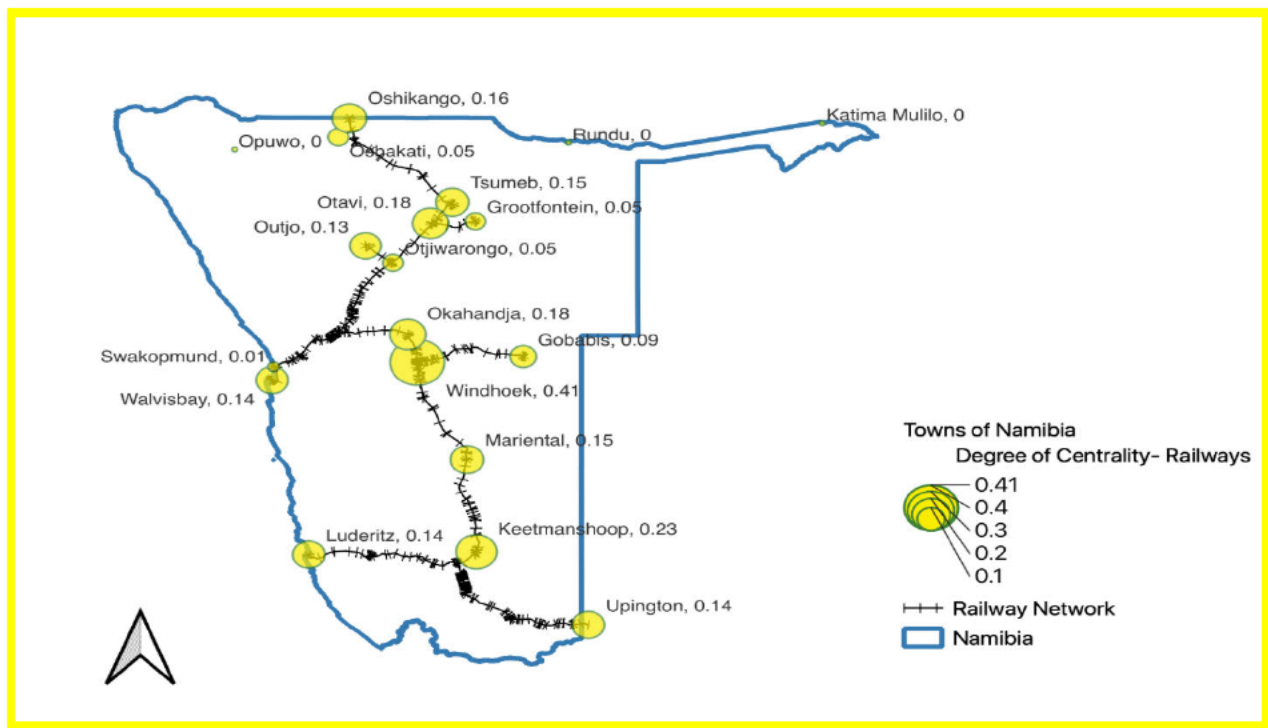 Oshikango, 0.16
Katima Mulilo, 0
Rundu, 0
Opuwo, 0
Oshakati, 0.05
Tsumeb, 0.15
Otavi, 0.18
Grootfontein, 0.05
Outjo, 0.13
Otjiwarongo, 0.05
Okahandja, 0.18
Gobabis, 0.09
Swakopmund, 0.01
Windhoek, 0.41
Walvisbay, 0.14
Mariental, 0.15
Keetmanshoop, 0.23
Luderitz, 0.14
Upington, 0.14
Towns of Namibia
Degree of Centrality- Railways
0.41
0.4
0.3
0.2
0.1
Railway Network
Namibia